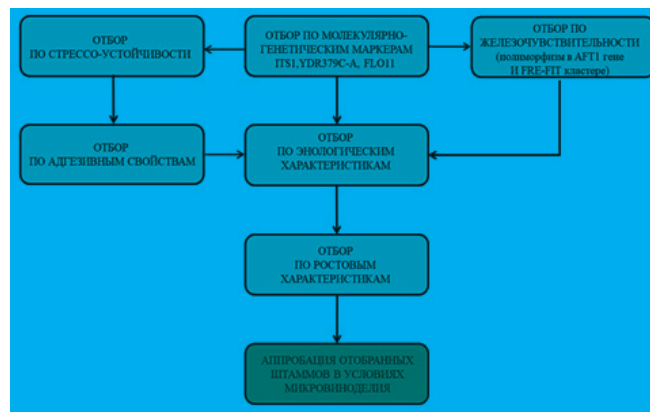 ОТБОР
ПО СТРЕССО-УСТОЙЧИВОСТИ
ОТБОР ПО МОЛЕКУЛЯРНО-
ГЕНЕТИЧЕСКИМ МАРКЕРАМ
ITS1,YDR379C-A, FLO11
ОТБОР ПО
ЖЕЛЕЗОЧУВСТВИТЕЛЬНОСТИ
(полиморфизм в AFT1 гене
И FRE-FIT кластере)
ОТБОР
ПО АДГЕЗИВНЫМ СВОЙСТВАМ
ОТБОР
ПО ЭНОЛОГИЧЕСКИМ
ХАРАКТЕРИСТИКАМ
ОТБОР
ПО РОСТОВЫМ
ХАРАКТЕРИСТИКАМ
АППРОБАЦИЯ ОТОБРАННЫХ
ШТАММОВ В УСЛОВИЯХ
МИКРОВИНОДЕЛИЯ